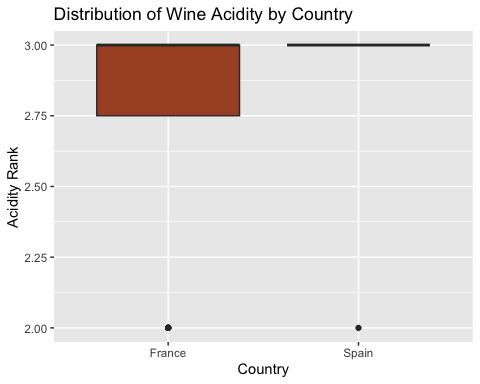 Distribution of Wine Acidity by Country
3.00
2.75
2.50
2.25
2.00
Acidity Rank
France
Spain
Country